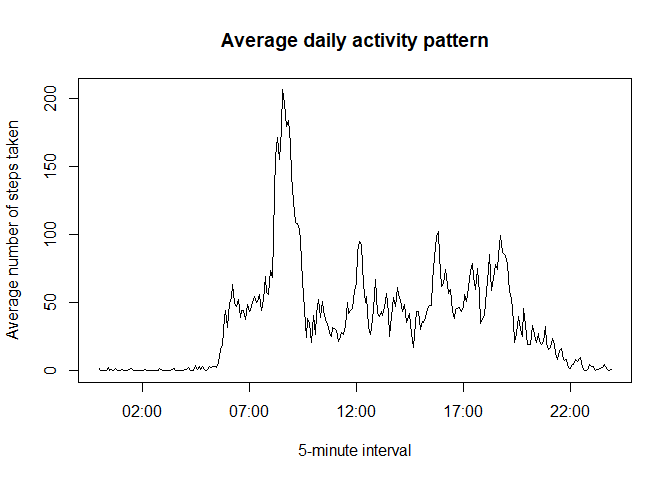 Average daily activity pattern
Average number of steps taken
200
150
100
50
0
02:00 07:00 12:00 17:00 22:00
5-minute interval